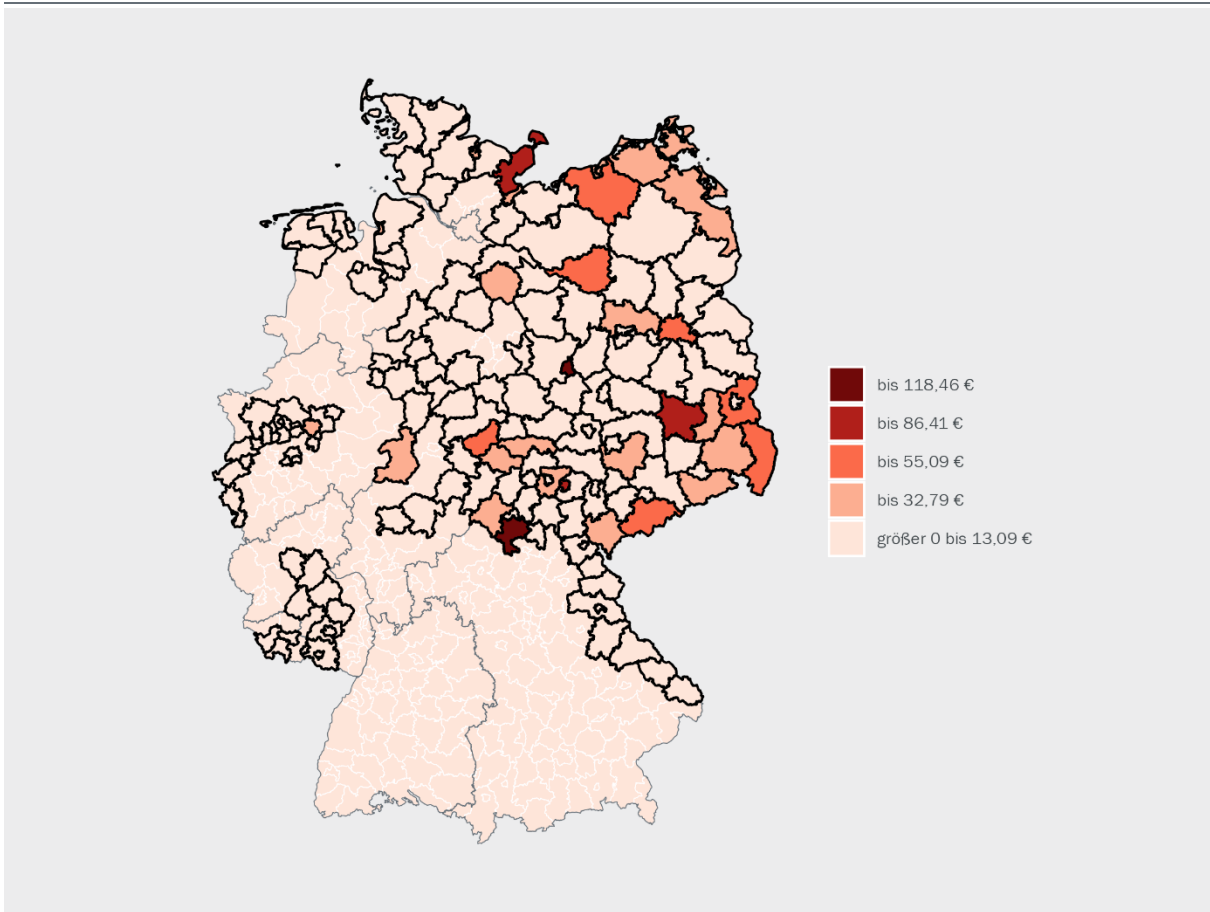 bis 118,46 €
bis 86,41 €
bis 55,09 €
bis 32,79 €
größer 0 bis 13,09 €